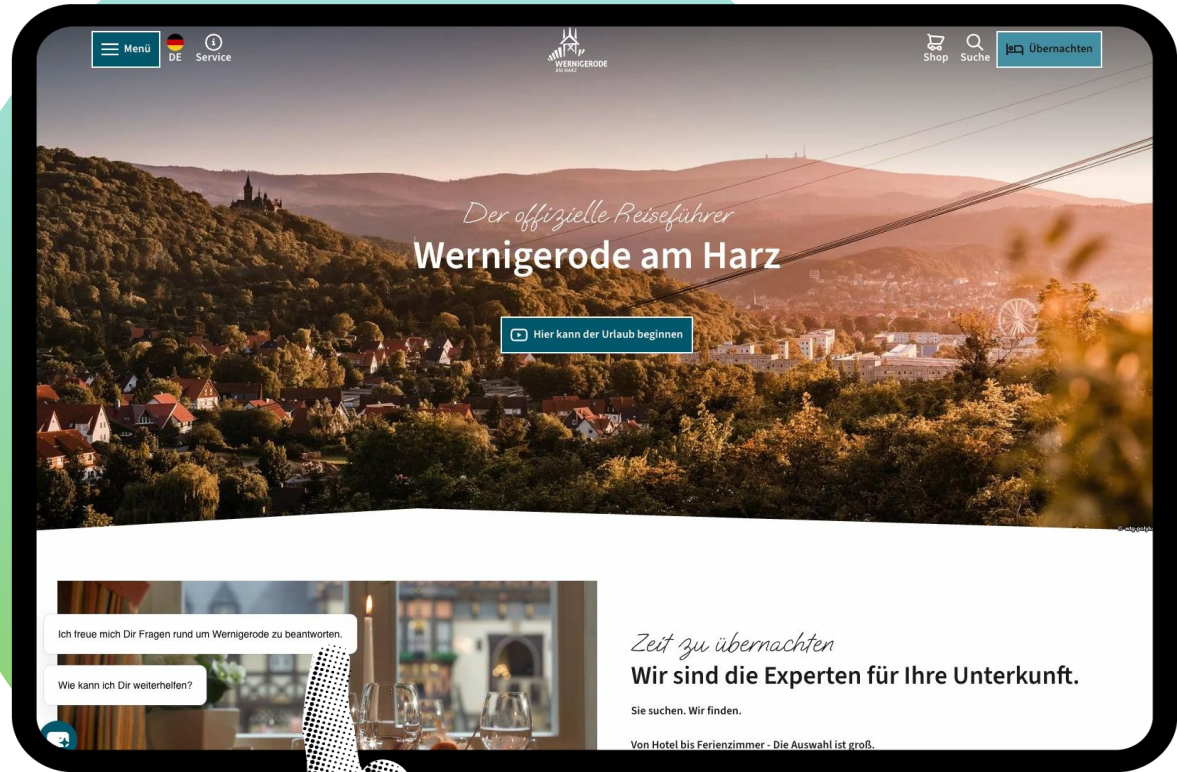 Menü
DE
Service
WERNIGERODE
Shop
Suche
Übernachten
Der offizielle Reiseführer
Wernigerode am Harz
Hier kann der Urlaub beginnen
Ich freue mich Dir Fragen rund um Wernigerode zu beantworten.
Wie kann ich Dir weiterhelfen?
Zeit zu übernachten
Wir sind die Experten für Ihre Unterkunft.
Sie suchen. Wir finden.
Von Hotel bis Ferienzimmer - Die Auswahl ist groß.